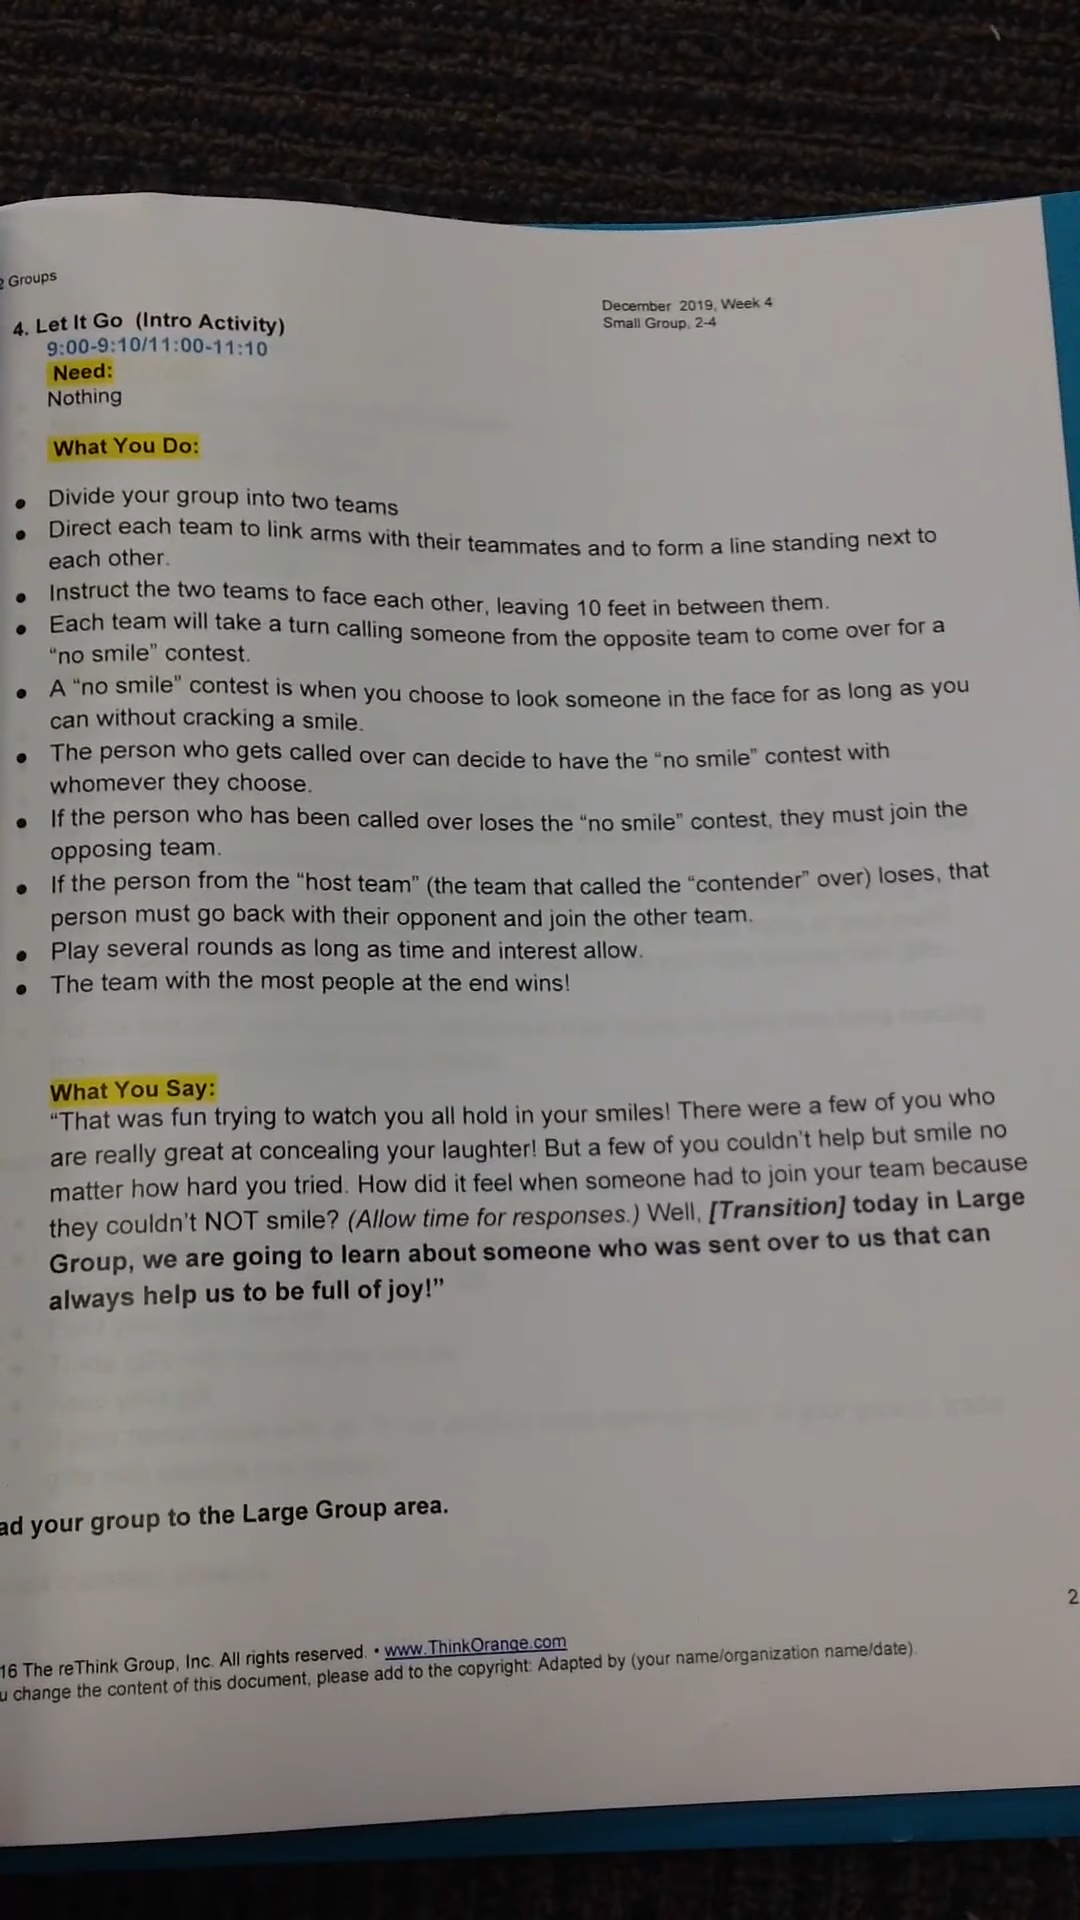 Groups
December 2019, Week 4
Small Group, 2-4
4. Let It Go (Intro Activity)
9:00-9:10/11:00-11:10
Need:
Nothing
What You Do:
• Divide your group into two teams
• Direct each team to link arms with their teammates and to form a line standing next to
each other.
• Instruct the two teams to face each other, leaving 10 feet in between them.
• Each team will take a turn calling someone from the opposite team to come over for a
“no smile” contest.
• A “no smile” contest is when you choose to look someone in the face for as long as you
can without cracking a smile.
• The person who gets called over can decide to have the “no smile” contest with
whomever they choose.
• If the person who has been called over loses the “no smile” contest, they must join the
opposing team.
• If the person from the “host team” (the team that called the “contender” over) loses, that
person must go back with their opponent and join the other team.
• Play several rounds as long as time and interest allow.
• The team with the most people at the end wins!
What You Say:
“That was fun trying to watch you all hold in your smiles! There were a few of you who
are really great at concealing your laughter! But a few of you couldn’t help but smile no
matter how hard you tried. How did it feel when someone had to join your team because
they couldn’t NOT smile? (Allow time for responses.) Well, [Transition] today in Large
Group, we are going to learn about someone who was sent over to us that can
always help us to be full of joy!”
ad your group to the Large Group area.
2
16 The reThink Group, Inc. All rights reserved. • www.ThinkOrange.com
u change the content of this document, please add to the copyright: Adapted by (your name/organization name/date).